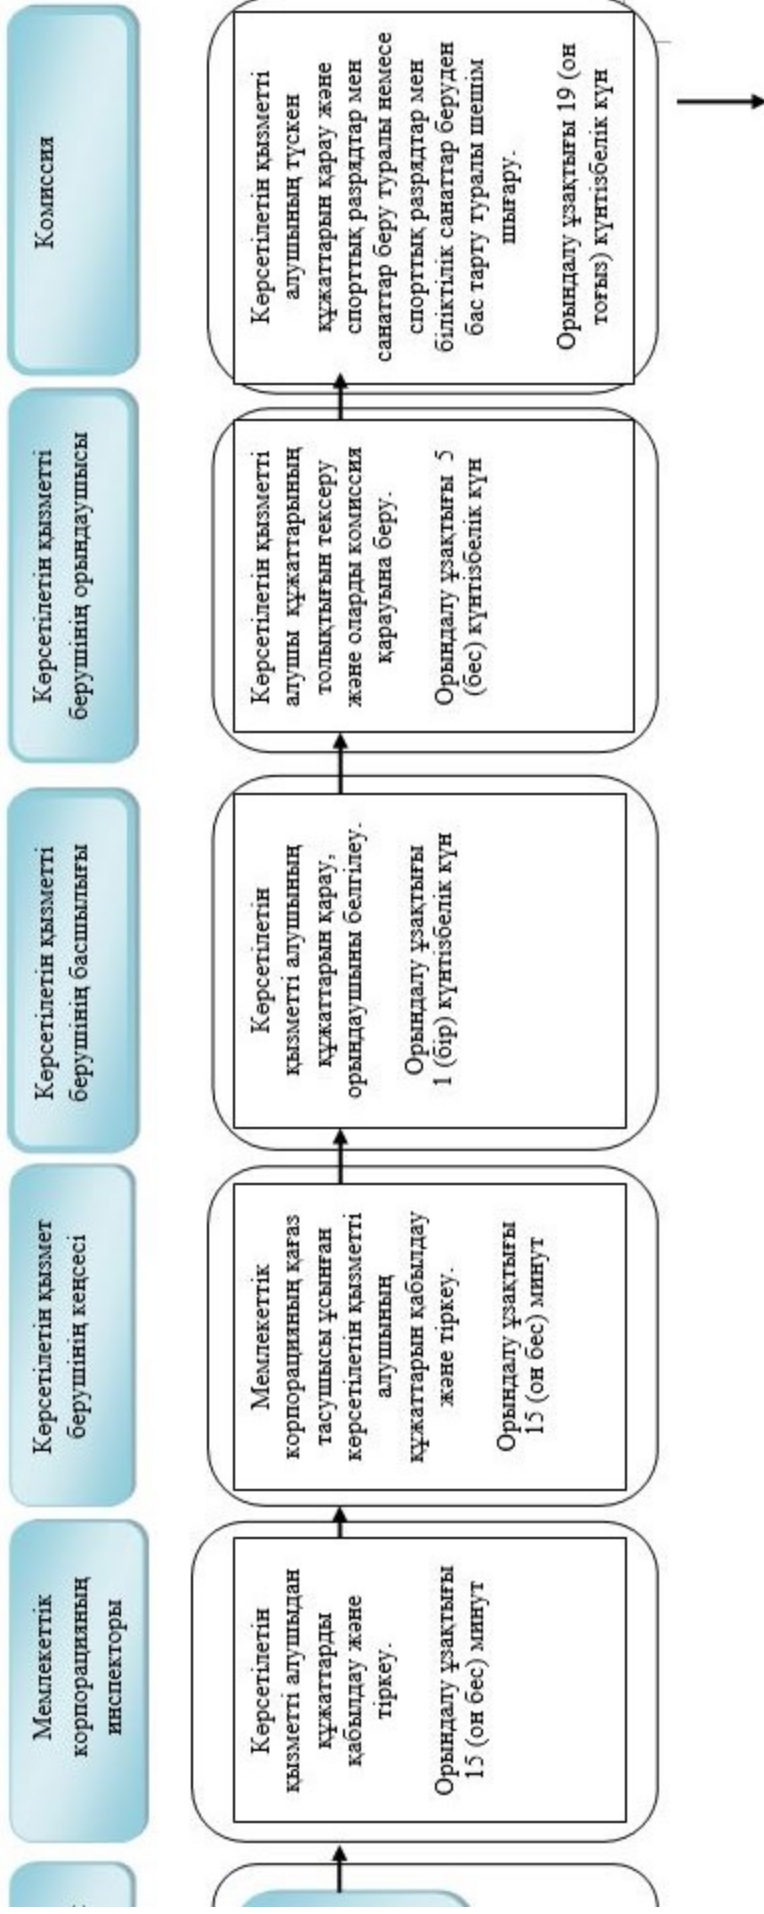 Мемлекеттік
корпорацияның
инспекторы
Көрсетілетін қызмет
берушінің кеңсесі
Көрсетілетін қызметті
берушінің басшылығы
Көрсетілетін қызметті
берушінің орындаушысы
Комиссия
Көрсетілетін
қызметті алушыдан
құжаттарды
қабылдау және
тіркеу.
Орындалу ұзақтығы
15 (он бес) минут
Мемлекеттік
корпорацияның қағаз
тасушысы ұсынған
көрсетілетін қызметті
алушының
құжаттарын қабылдау
және тіркеу.
Орындалу ұзақтығы
15 (он бес) минут
Көрсетілетін
қызметті алушының
құжаттарын қарау,
орындаушыны белгілеу.
Орындалу ұзақтығы
1 (бір) күнтізбелік күн
Көрсетілетін қызметті
алушы құжаттарының
толықтығын тексеру
және оларды комиссия
қарауына беру.
Орындалу ұзақтығы 5
(бес) күнтізбелік күн
Көрсетілетін қызметті
алушының түскен
құжаттарын қарау және
спорттық разрядтар мен
санаттар беру туралы немесе
спорттық разрядтар мен
біліктілік санаттар беруден
бас тарту туралы шешім
шығару.
Орындалу ұзақтығы 19 (он
тоғыз) күнтізбелік күн